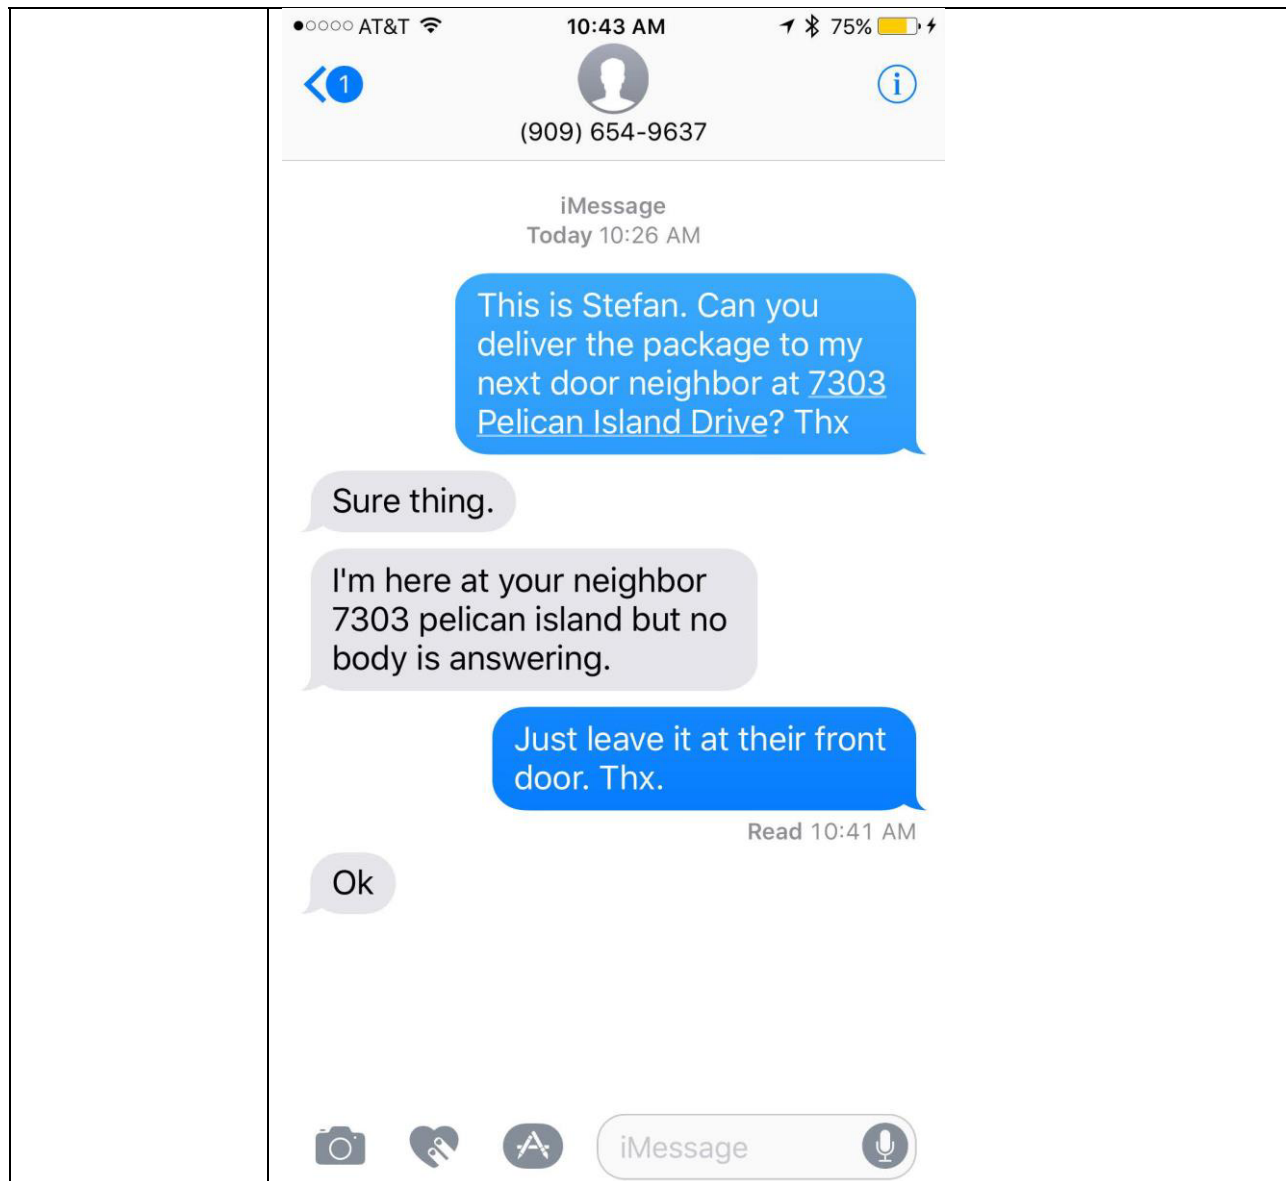 AT&T 10:43 AM 75%
1
(909) 654-9637
iMessage
Today 10:26 AM
This is Stefan. Can you
deliver the package to my
next door neighbor at 7303
Pelican Island Drive? Thx
Sure thing.
I'm here at your neighbor
7303 pelican island but no
body is answering.
Just leave it at their front
door. Thx.
Read 10:41 AM
Ok
iMessage